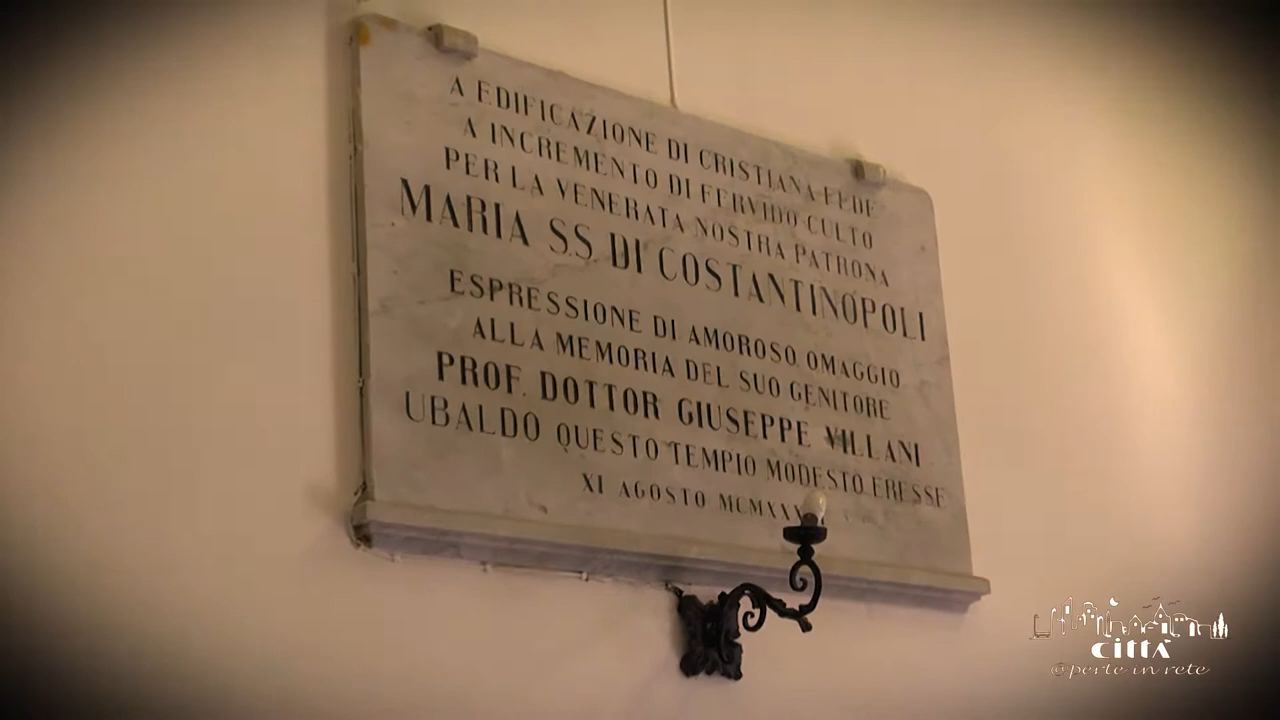 A EDIFICAZIONE DI CRISTIANA FEDE
A INCREMENTO DI FERVIDO CULTO
PER LA VENERATA NOSTRA PATRONA
MARIA SS. DI COSTANTINOPOLI
ESPRESSIONE DI AMOROSO OMAGGIO
ALLA MEMORIA DEL SUO GENITORE
PROF. DOTTOR GIUSEPPE VILLANI
UBALDO QUESTO TEMPIO MODESTO ERESSE
XI AGOSTO
CITTÀ
@perte in rete